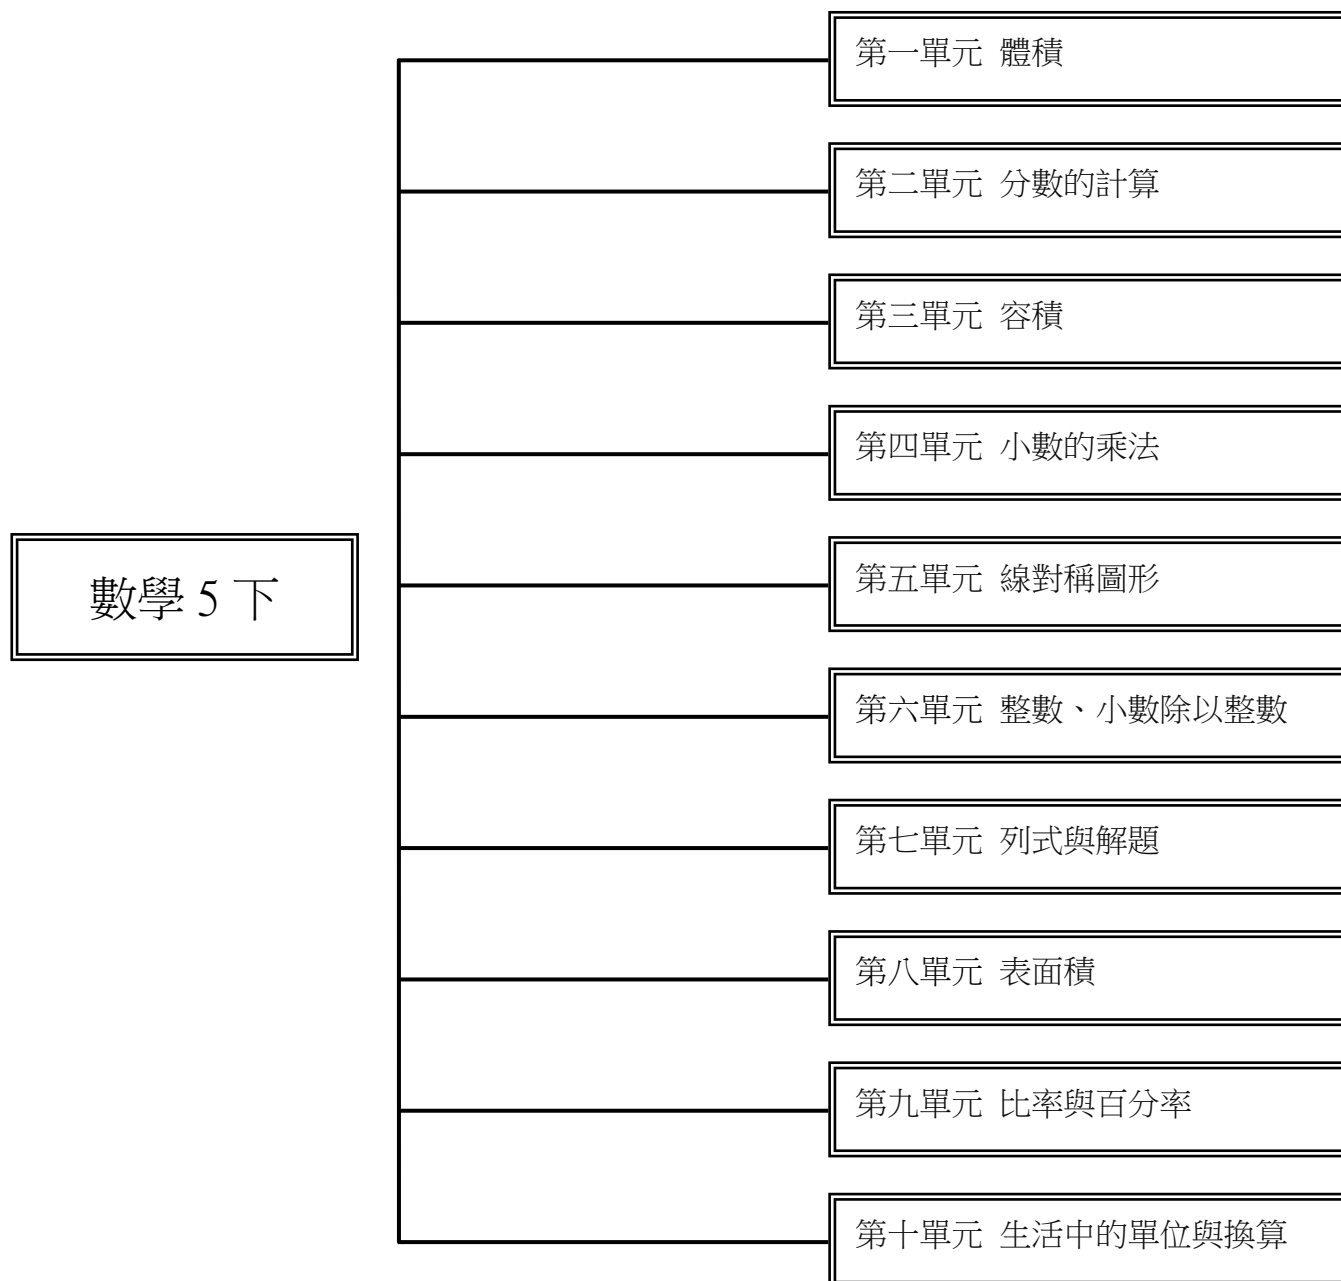 第一單元 體積
第二單元 分數的計算
第三單元 容積
第四單元 小數的乘法
數學 5 下
第五單元 線對稱圖形
第六單元 整數、小數除以整數
第七單元 列式與解題
第八單元 表面積
第九單元 比率與百分率
第十單元 生活中的單位與換算